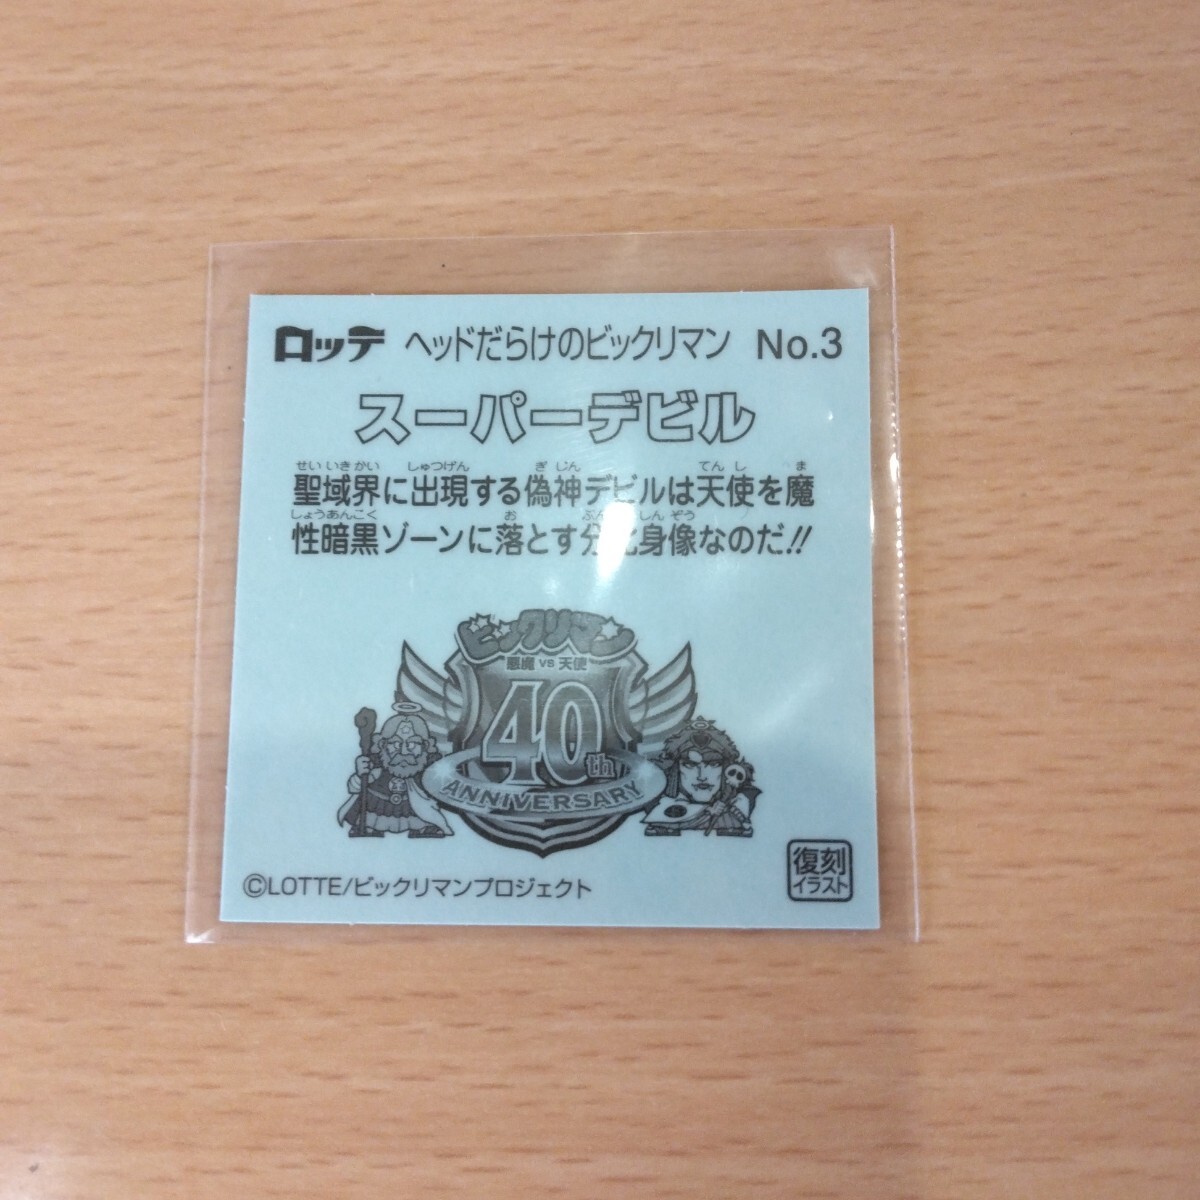 ロッテ ヘッドだらけのビックリマン No.3
スーパーデビル
せいいきかい しゅつげん ぎじん てんし ま
聖域界に出現する偽神デビルは天使を魔
しょうあんこく お しんぞう
性暗黒ゾーンに落とす身像なのだ!!
ビックリマン
悪魔 VS 天使
40th
ANNIVERSARY
復刻
イラスト
©LOTTE/ビックリマンプロジェクト